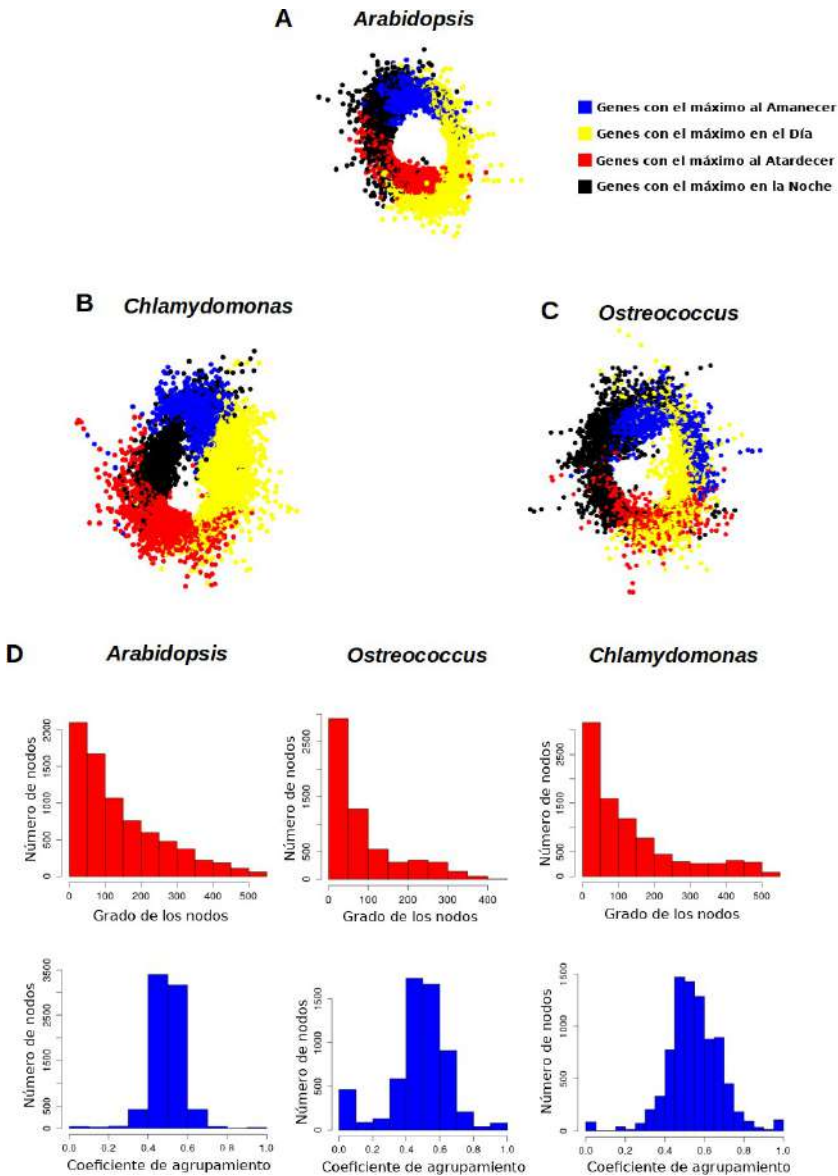 A Arabidopsis
Genes con el máximo al Amanecer
Genes con el máximo en el Día
Genes con el máximo al Atardecer
Genes con el máximo en la Noche
B Chlamydomonas
C Ostreococcus
D Arabidopsis Ostreococcus Chlamydomonas
Número de nodos
0 500 1000 1500 2000
0 100 200 300 400 500
Grado de los nodos
Número de nodos
0 500 1500 2500
0 100 200 300 400
Grado de los nodos
Número de nodos
0 500 1500 2500
0 100 200 300 400 500
Grado de los nodos
Número de nodos
0 500 1500 2500 3500
0.0 0.2 0.4 0.6 0.8 1.0
Coeficiente de agrupamiento
Número de nodos
0 500 1000 1500
0.0 0.2 0.4 0.6 0.8 1.0
Coeficiente de agrupamiento
Número de nodos
0 500 1000 1500
0.0 0.2 0.4 0.6 0.8 1.0
Coeficiente de agrupamiento